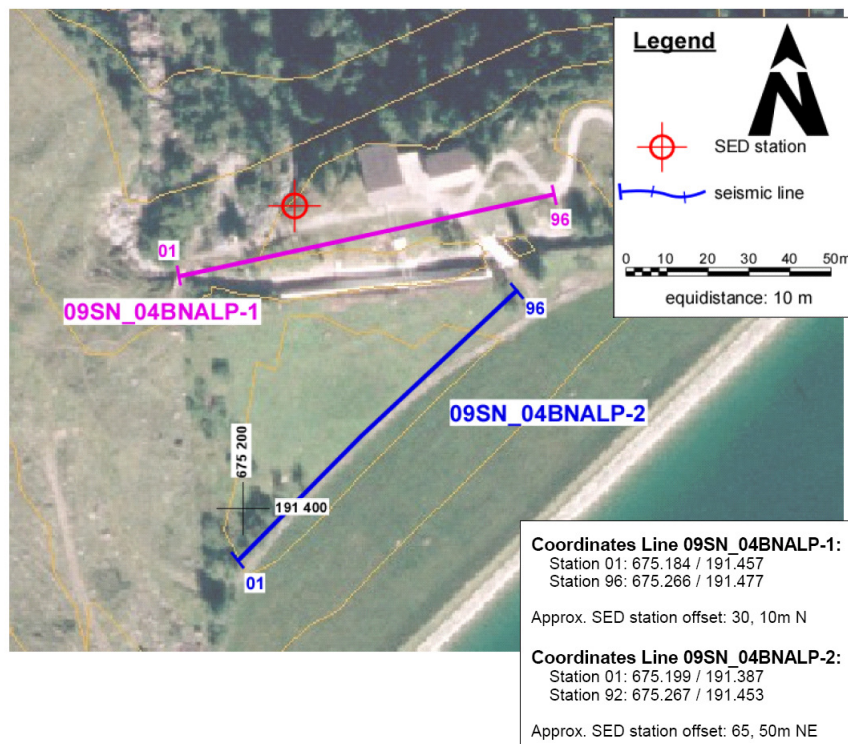 Legend
SED station
seismic line
0 10 20 30 40 50m
equidistance: 10 m
01
96
09SN_04BNALP-1
96
09SN_04BNALP-2
675 200
191 400
01
Coordinates Line 09SN_04BNALP-1:
Station 01: 675.184 / 191.457
Station 96: 675.266 / 191.477
Approx. SED station offset: 30, 10m N
Coordinates Line 09SN_04BNALP-2:
Station 01: 675.199 / 191.387
Station 92: 675.267 / 191.453
Approx. SED station offset: 65, 50m NE